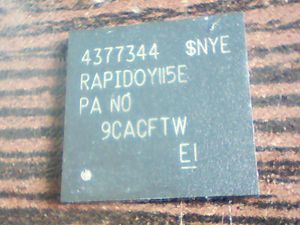 4377344 $NYE
RAPIDOYII5E
PA NO
9CACFTW
E1